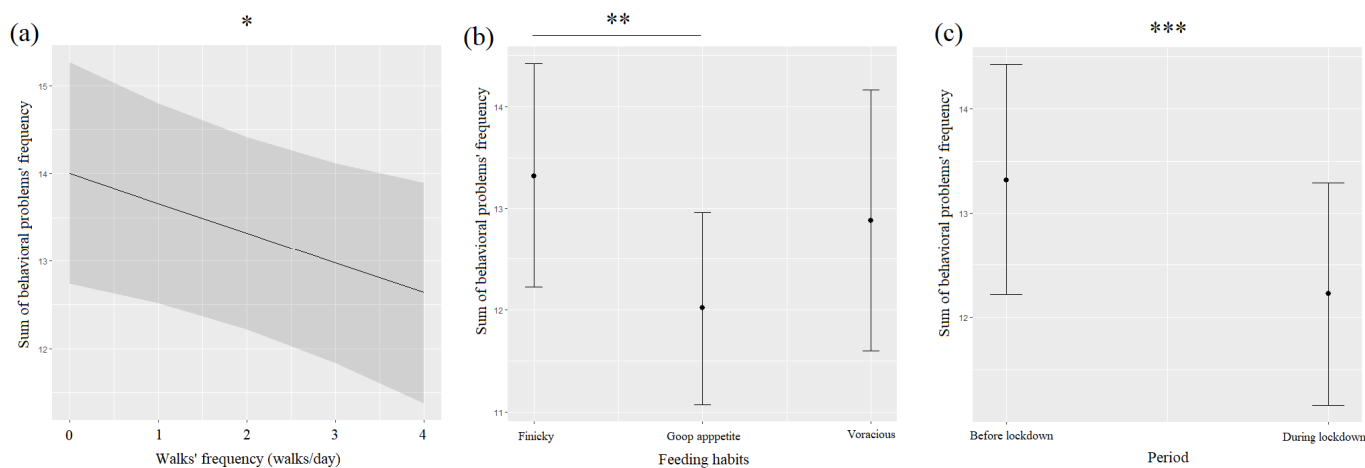 (a)
*
Sum of behavioral problems' frequency
15
14
13
12
0 1 2 3 4
Walks' frequency (walks/day)
(b)
**
Sum of behavioral problems' frequency
14
13
12
11
Finicky Goop apppetite Voracious
Feeding habits
(c)
***
Sum of behavioral problems' frequency
14
13
12
Before lockdown During lockdown
Period